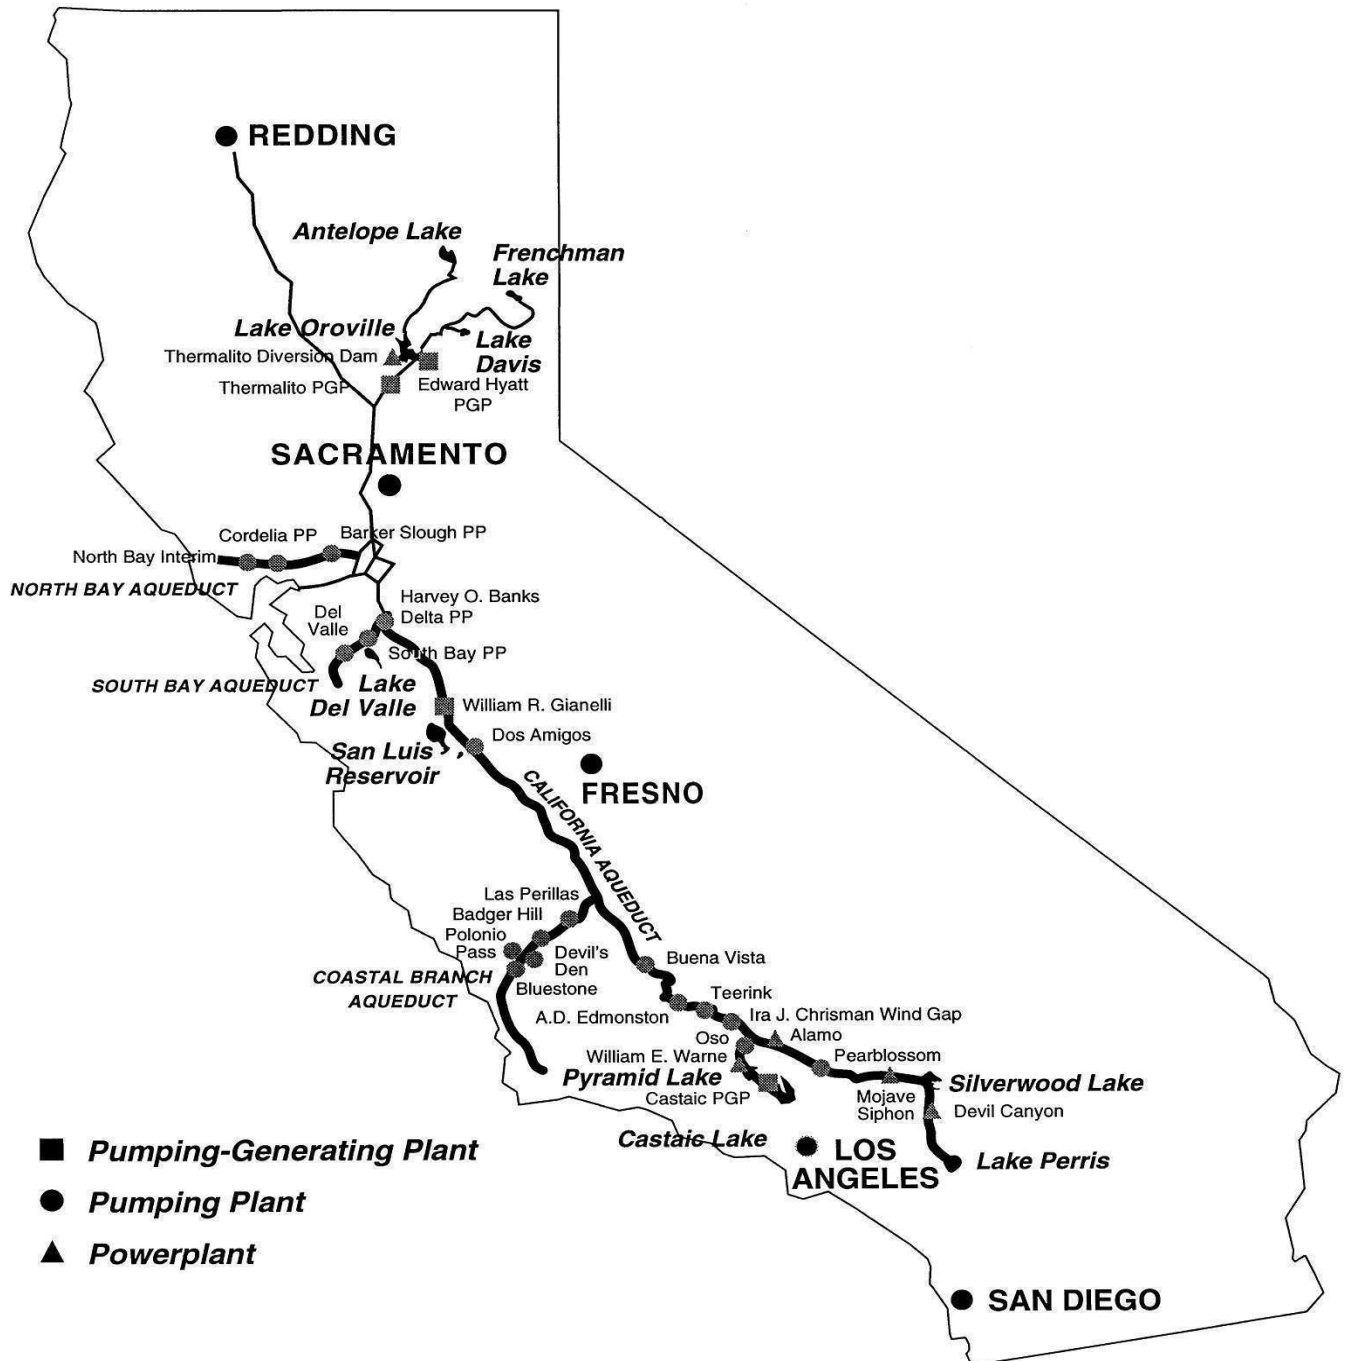 REDDING
Antelope Lake
Frenchman
Lake
Lake Oroville
Lake
Davis
Thermalito Diversion Dam
Thermalito PGP
Edward Hyatt
PGP
SACRAMENTO
Cordelia PP
Barker Slough PP
North Bay Interim
NORTH BAY AQUEDUCT
Harvey O. Banks
Delta PP
Del
Valle
South Bay PP
SOUTH BAY AQUEDUCT
Lake
Del Valle
William R. Gianelli
Dos Amigos
San Luis
Reservoir
FRESNO
CALIFORNIA AQUEDUCT
Las Perillas
Badger Hill
Polonio
Pass
Devil's
Den
Bluestone
COASTAL BRANCH
AQUEDUCT
Buena Vista
Teerink
A.D. Edmonston
Ira J. Chrisman Wind Gap
Oso
Alamo
William E. Warne
Pearblossom
Pyramid Lake
Castaic PGP
Silverwood Lake
Mojave
Siphon
Devil Canyon
Castaic Lake
LOS
ANGELES
Lake Perris
Pumping-Generating Plant
Pumping Plant
Powerplant
SAN DIEGO